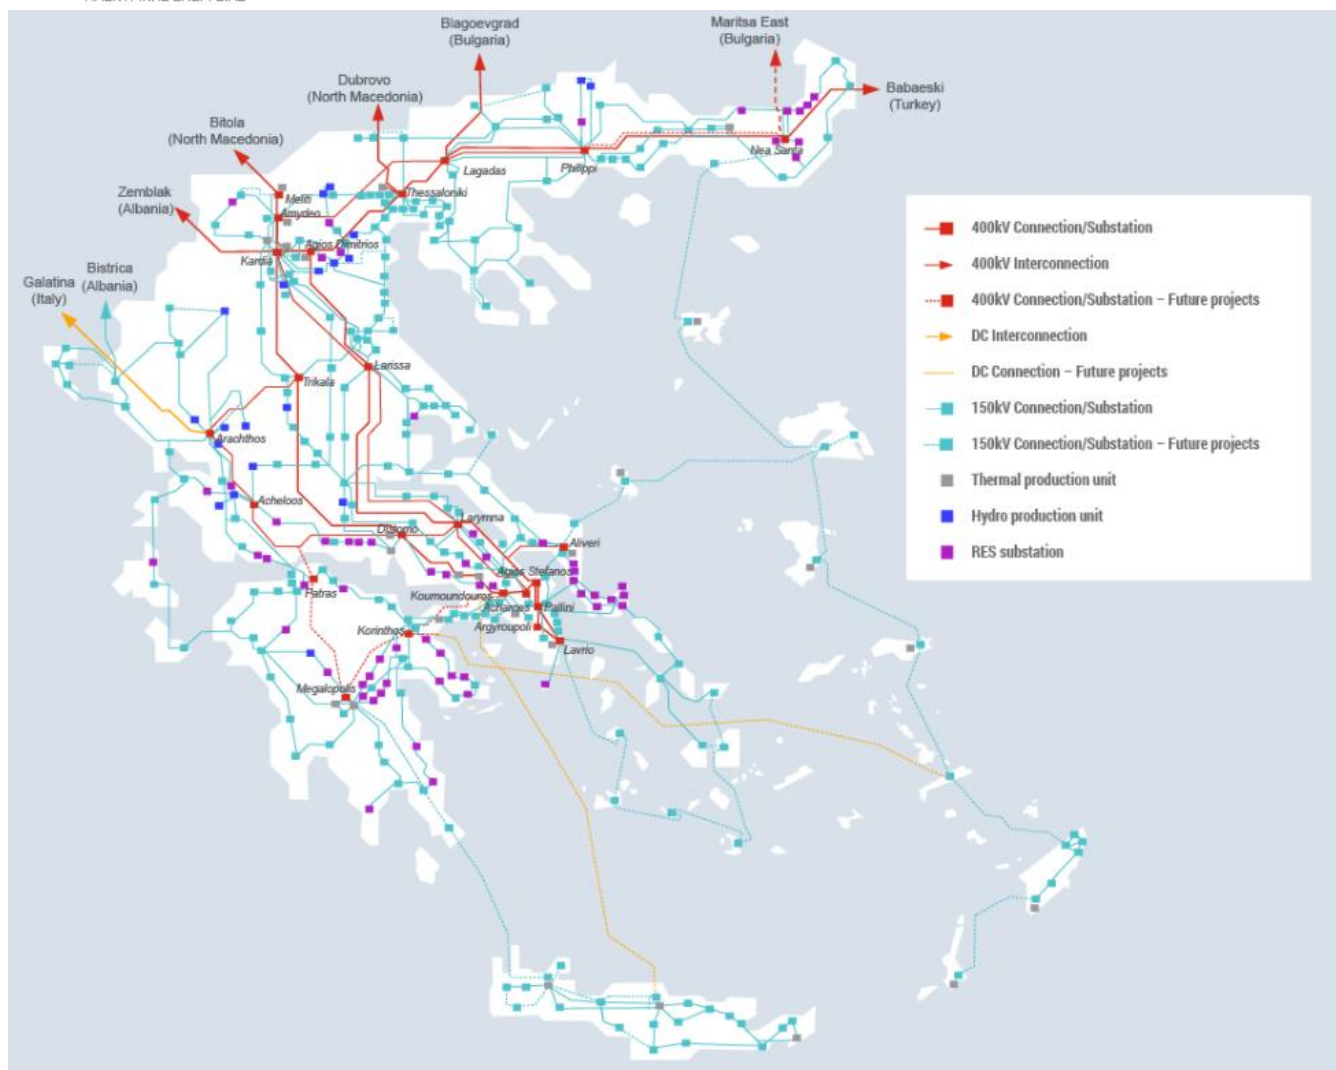 Blagoevgrad
(Bulgaria)
Maritsa East
(Bulgaria)
Dubrovo
(North Macedonia)
Babaeski
(Turkey)
Bitola
(North Macedonia)
Nea Santa
Philippi
Lagadas
Zemblak
(Albania)
Meliti
Thessaloniki
Amydeo
Agios Dimitrios
Kardia
Galatina
(Italy)
Bistrica
(Albania)
Larissa
Trikala
Arachthos
Acheloos
Larymna
Distomo
Aliveri
Agios Stefanos
Patras
Koumoundouros
Acharnes
Pallini
Argyroupoli
Korinthos
Lavrio
Megalopolis
400kV Connection/Substation
400kV Interconnection
400kV Connection/Substation – Future projects
DC Interconnection
DC Connection – Future projects
150kV Connection/Substation
150kV Connection/Substation – Future projects
Thermal production unit
Hydro production unit
RES substation